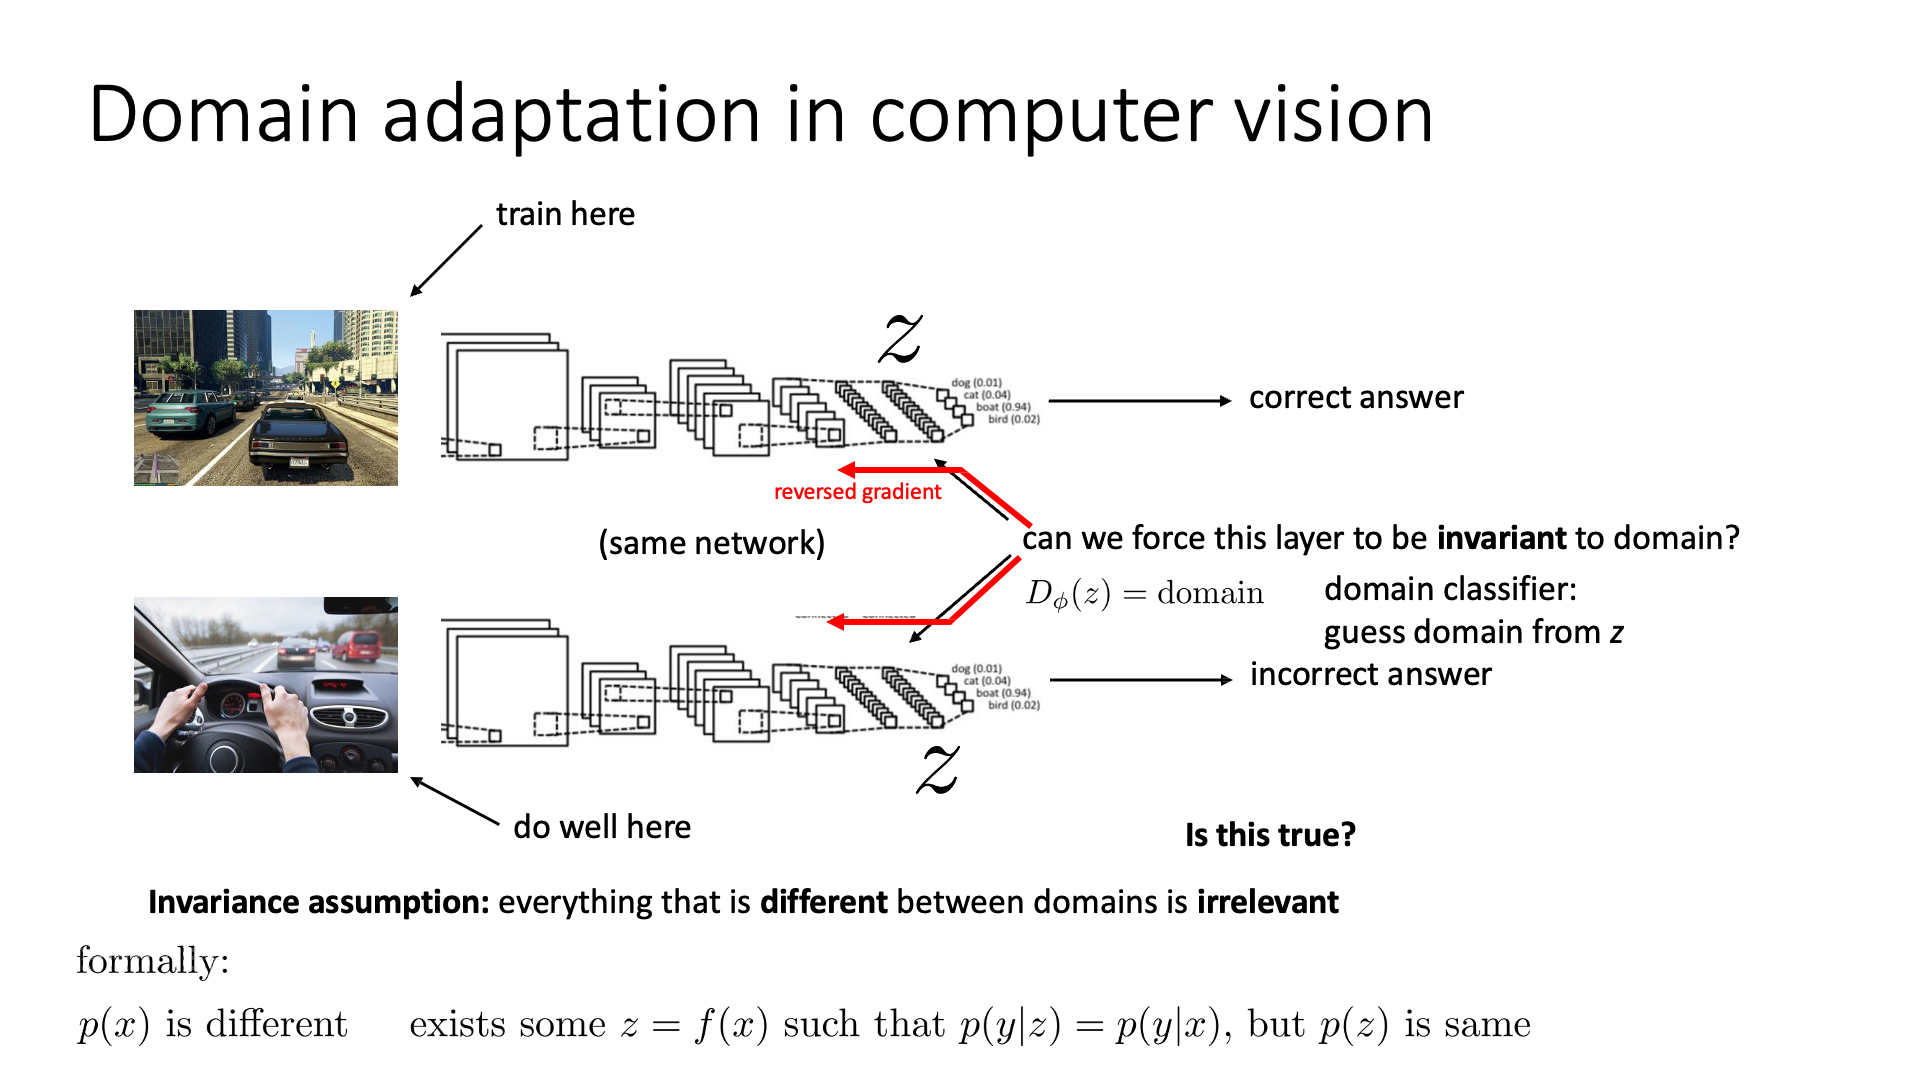 Domain adaptation in computer vision
train here
z
dog (0.01)
cat (0.04)
boat (0.94)
bird (0.02)
correct answer
reversed gradient
(same network)
can we force this layer to be invariant to domain?
D_ϕ(z) = domain
domain classifier:
guess domain from z
dog (0.01)
cat (0.04)
boat (0.94)
bird (0.02)
incorrect answer
z
do well here
Is this true?
Invariance assumption: everything that is different between domains is irrelevant
formally:
p(x) is different exists some z = f(x) such that p(y|z) = p(y|x), but p(z) is same